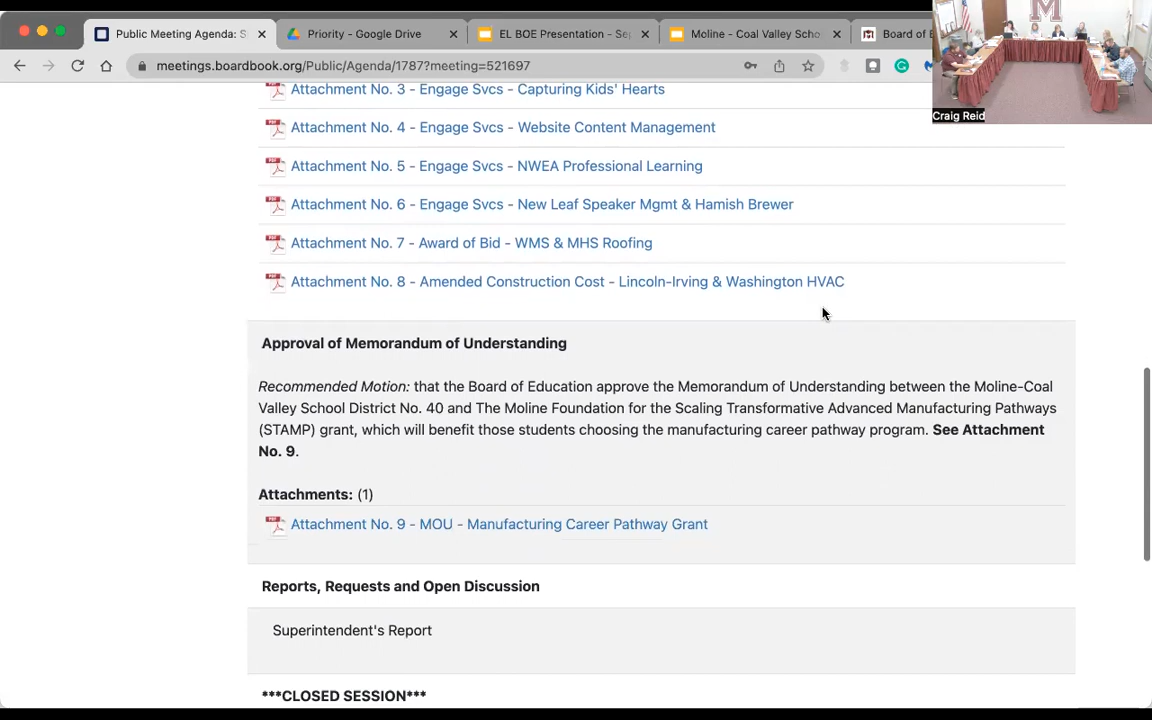 Public Meeting Agenda: S
Priority - Google Drive
EL BOE Presentation - Se
Moline - Coal Valley Scho
Board of E
meetings.boardbook.org/Public/Agenda/1787?meeting=521697
M
Craig Reid
Attachment No. 3 - Engage Svcs - Capturing Kids' Hearts
Attachment No. 4 - Engage Svcs - Website Content Management
Attachment No. 5 - Engage Svcs - NWEA Professional Learning
Attachment No. 6 - Engage Svcs - New Leaf Speaker Mgmt & Hamish Brewer
Attachment No. 7 - Award of Bid - WMS & MHS Roofing
Attachment No. 8 - Amended Construction Cost - Lincoln-Irving & Washington HVAC
Approval of Memorandum of Understanding
Recommended Motion: that the Board of Education approve the Memorandum of Understanding between the Moline-Coal
Valley School District No. 40 and The Moline Foundation for the Scaling Transformative Advanced Manufacturing Pathways
(STAMP) grant, which will benefit those students choosing the manufacturing career pathway program. See Attachment
No. 9.
Attachments: (1)
Attachment No. 9 - MOU - Manufacturing Career Pathway Grant
Reports, Requests and Open Discussion
Superintendent's Report
***CLOSED SESSION***